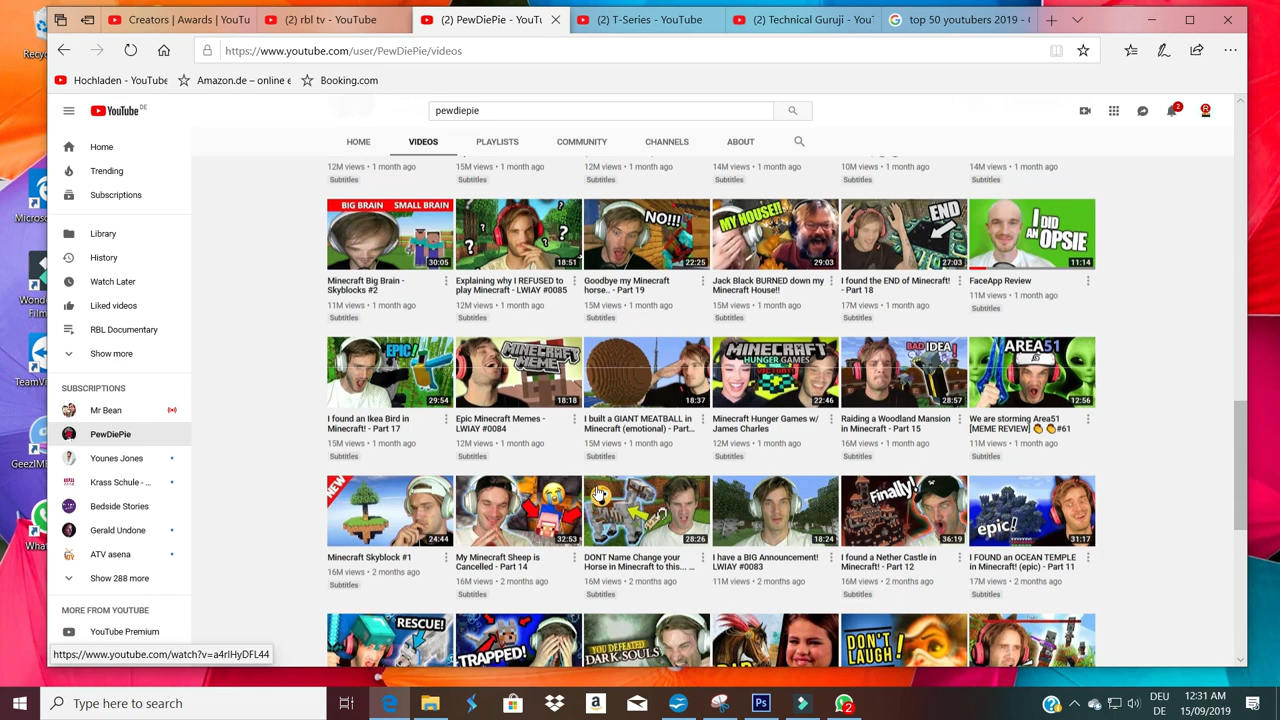 Creators | Awards | YouTu
(2) rbl tv - YouTube
(2) PewDiePie - YouTu
(2) T-Series - YouTube
(2) Technical Guruji - YouT
top 50 youtubers 2019 - G
https://www.youtube.com/user/PewDiePie/videos
Hochladen - YouTube
Amazon.de – online e
Booking.com
YouTube DE
pewdiepie
2
HOME
VIDEOS
PLAYLISTS
COMMUNITY
CHANNELS
ABOUT
Home
Trending
Subscriptions
Library
History
Watch Later
Liked videos
RBL Documentary
Show more
SUBSCRIPTIONS
Mr Bean
PewDiePie
Younes Jones
Krass Schule - ...
Bedside Stories
Gerald Undone
ATV asena
Show 288 more
MORE FROM YOUTUBE
YouTube Premium
https://www.youtube.com/watch?v=a4rIHyDFL44
12M views • 1 month ago
Subtitles
15M views • 1 month ago
Subtitles
12M views • 1 month ago
Subtitles
14M views • 1 month ago
Subtitles
10M views • 1 month ago
Subtitles
14M views • 1 month ago
Subtitles
BIG BRAIN SMALL BRAIN
30:05
Minecraft Big Brain -
Skyblocks #2
11M views • 1 month ago
Subtitles
18:51
Explaining why I REFUSED to
play Minecraft - LWIAY #0085
12M views • 1 month ago
Subtitles
NO!!!
22:25
Goodbye my Minecraft
horse.. - Part 19
15M views • 1 month ago
Subtitles
MY HOUSE!!
29:03
Jack Black BURNED down my
Minecraft House!!
15M views • 1 month ago
Subtitles
END
27:03
I found the END of Minecraft!
- Part 18
17M views • 1 month ago
Subtitles
I DID
AN OPSIE
11:14
FaceApp Review
11M views • 1 month ago
Subtitles
EPIC!
29:54
I found an Ikea Bird in
Minecraft! - Part 17
15M views • 1 month ago
Subtitles
MINECRAFT
MEME
18:18
Epic Minecraft Memes -
LWIAY #0084
12M views • 1 month ago
Subtitles
18:37
I built a GIANT MEATBALL in
Minecraft (emotional) - Part...
15M views • 1 month ago
Subtitles
MINECRAFT
HUNGER GAMES
VICTORY!
22:46
Minecraft Hunger Games w/
James Charles
12M views • 1 month ago
Subtitles
BAD IDEA!
28:57
Raiding a Woodland Mansion
in Minecraft - Part 15
16M views • 1 month ago
Subtitles
AREA51
12:56
We are storming Area51
[MEME REVIEW] 👏 👏#61
11M views • 1 month ago
Subtitles
NEW
24:44
Minecraft Skyblock #1
16M views • 2 months ago
Subtitles
32:53
My Minecraft Sheep is
Cancelled - Part 14
16M views • 2 months ago
Subtitles
28:26
DONT Name Change your
Horse in Minecraft to this... ...
16M views • 2 months ago
Subtitles
18:24
I have a BIG Announcement!
LWIAY #0083
11M views • 2 months ago
Finally!
36:19
I found a Nether Castle in
Minecraft! - Part 12
16M views • 2 months ago
Subtitles
epic!
31:17
I FOUND an OCEAN TEMPLE
in Minecraft! (epic) - Part 11
17M views • 2 months ago
Subtitles
RESCUE!
TRAPPED!
YOU DEFEATED
DARK SOULS
DON'T
LAUGH!
Type here to search
2
DEU
DE
12:31 AM
15/09/2019